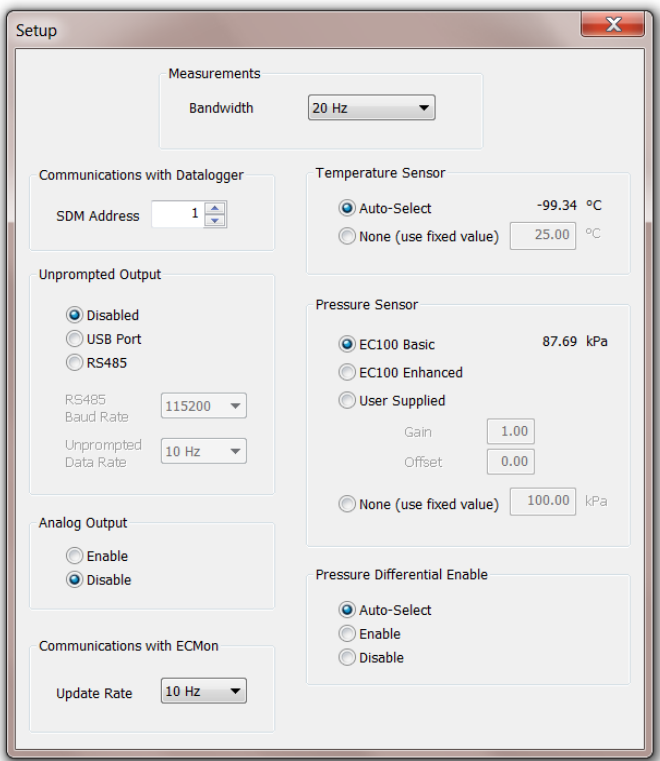 Setup
Measurements
Bandwidth 20 Hz
Communications with Datalogger
SDM Address 1
Unprompted Output
Disabled
USB Port
RS485
RS485
Baud Rate
115200
Unprompted
Data Rate
10 Hz
Analog Output
Enable
Disable
Communications with ECMon
Update Rate 10 Hz
Temperature Sensor
Auto-Select -99.34 ºC
None (use fixed value) 25.00 ºC
Pressure Sensor
EC100 Basic 87.69 kPa
EC100 Enhanced
User Supplied
Gain 1.00
Offset 0.00
None (use fixed value) 100.00 kPa
Pressure Differential Enable
Auto-Select
Enable
Disable